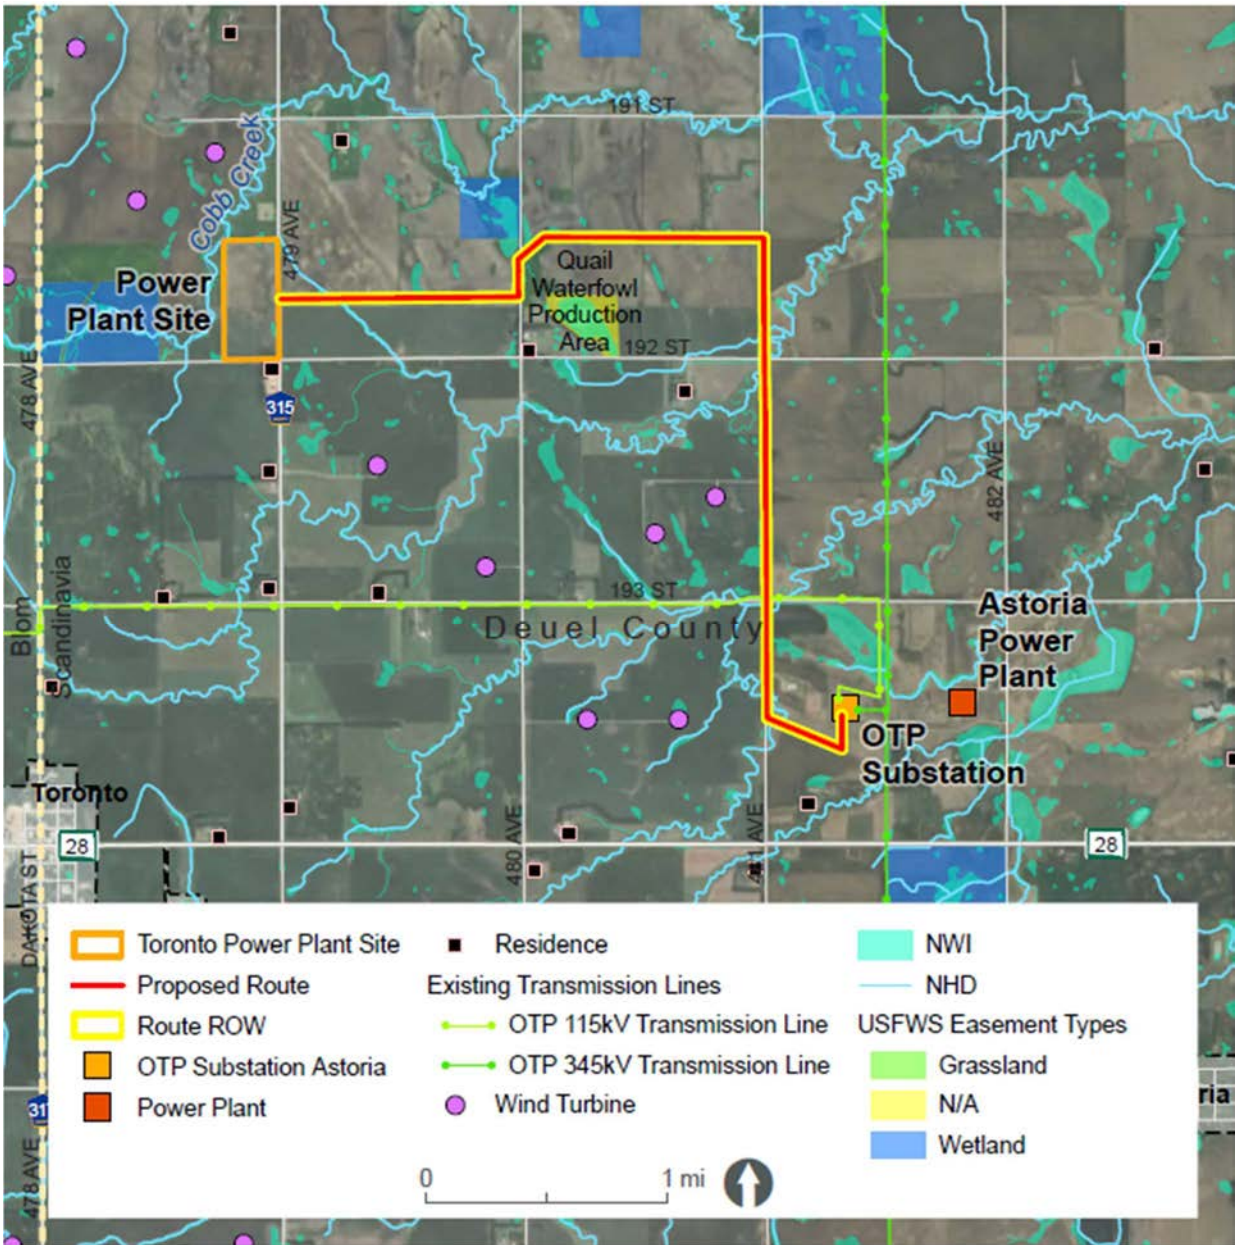 191 ST
Cobb Creek
479 AVE
Power
Plant Site
Quail
Waterfowl
Production
Area
192 ST
478 AVE
315
482 AVE
193 ST
Blom
Scandinavia
Deuel County
Astoria
Power
Plant
OTP
Substation
Toronto
28
DAKOTA ST
480 AVE
481 AVE
28
Toronto Power Plant Site
Proposed Route
Route ROW
OTP Substation Astoria
Power Plant
Residence
Existing Transmission Lines
OTP 115kV Transmission Line
OTP 345kV Transmission Line
Wind Turbine
NWI
NHD
USFWS Easement Types
Grassland
N/A
Wetland
0
1 mi
478 AVE
ria